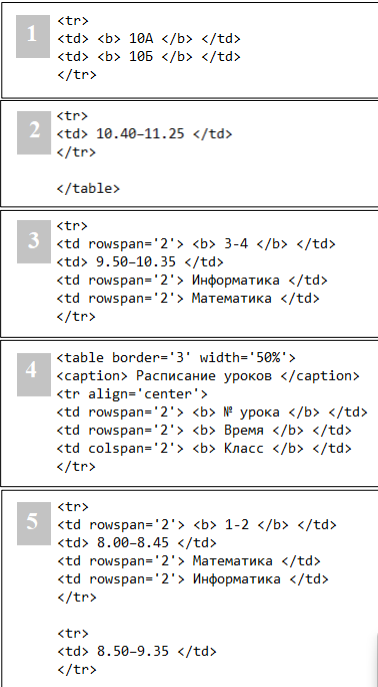 1
<tr>
<td> <b> 10А </b> </td>
<td> <b> 10Б </b> </td>
</tr>
2
<tr>
<td> 10.40–11.25 </td>
</tr>
</table>
3
<tr>
<td rowspan='2'> <b> 3-4 </b> </td>
<td> 9.50–10.35 </td>
<td rowspan='2'> Информатика </td>
<td rowspan='2'> Математика </td>
</tr>
4
<table border='3' width='50%'>
<caption> Расписание уроков </caption>
<tr align='center'>
<td rowspan='2'> <b> № урока </b> </td>
<td rowspan='2'> <b> Время </b> </td>
<td colspan='2'> <b> Класс </b> </td>
</tr>
5
<tr>
<td rowspan='2'> <b> 1-2 </b> </td>
<td> 8.00–8.45 </td>
<td rowspan='2'> Математика </td>
<td rowspan='2'> Информатика </td>
</tr>
<tr>
<td> 8.50–9.35 </td>
</tr>